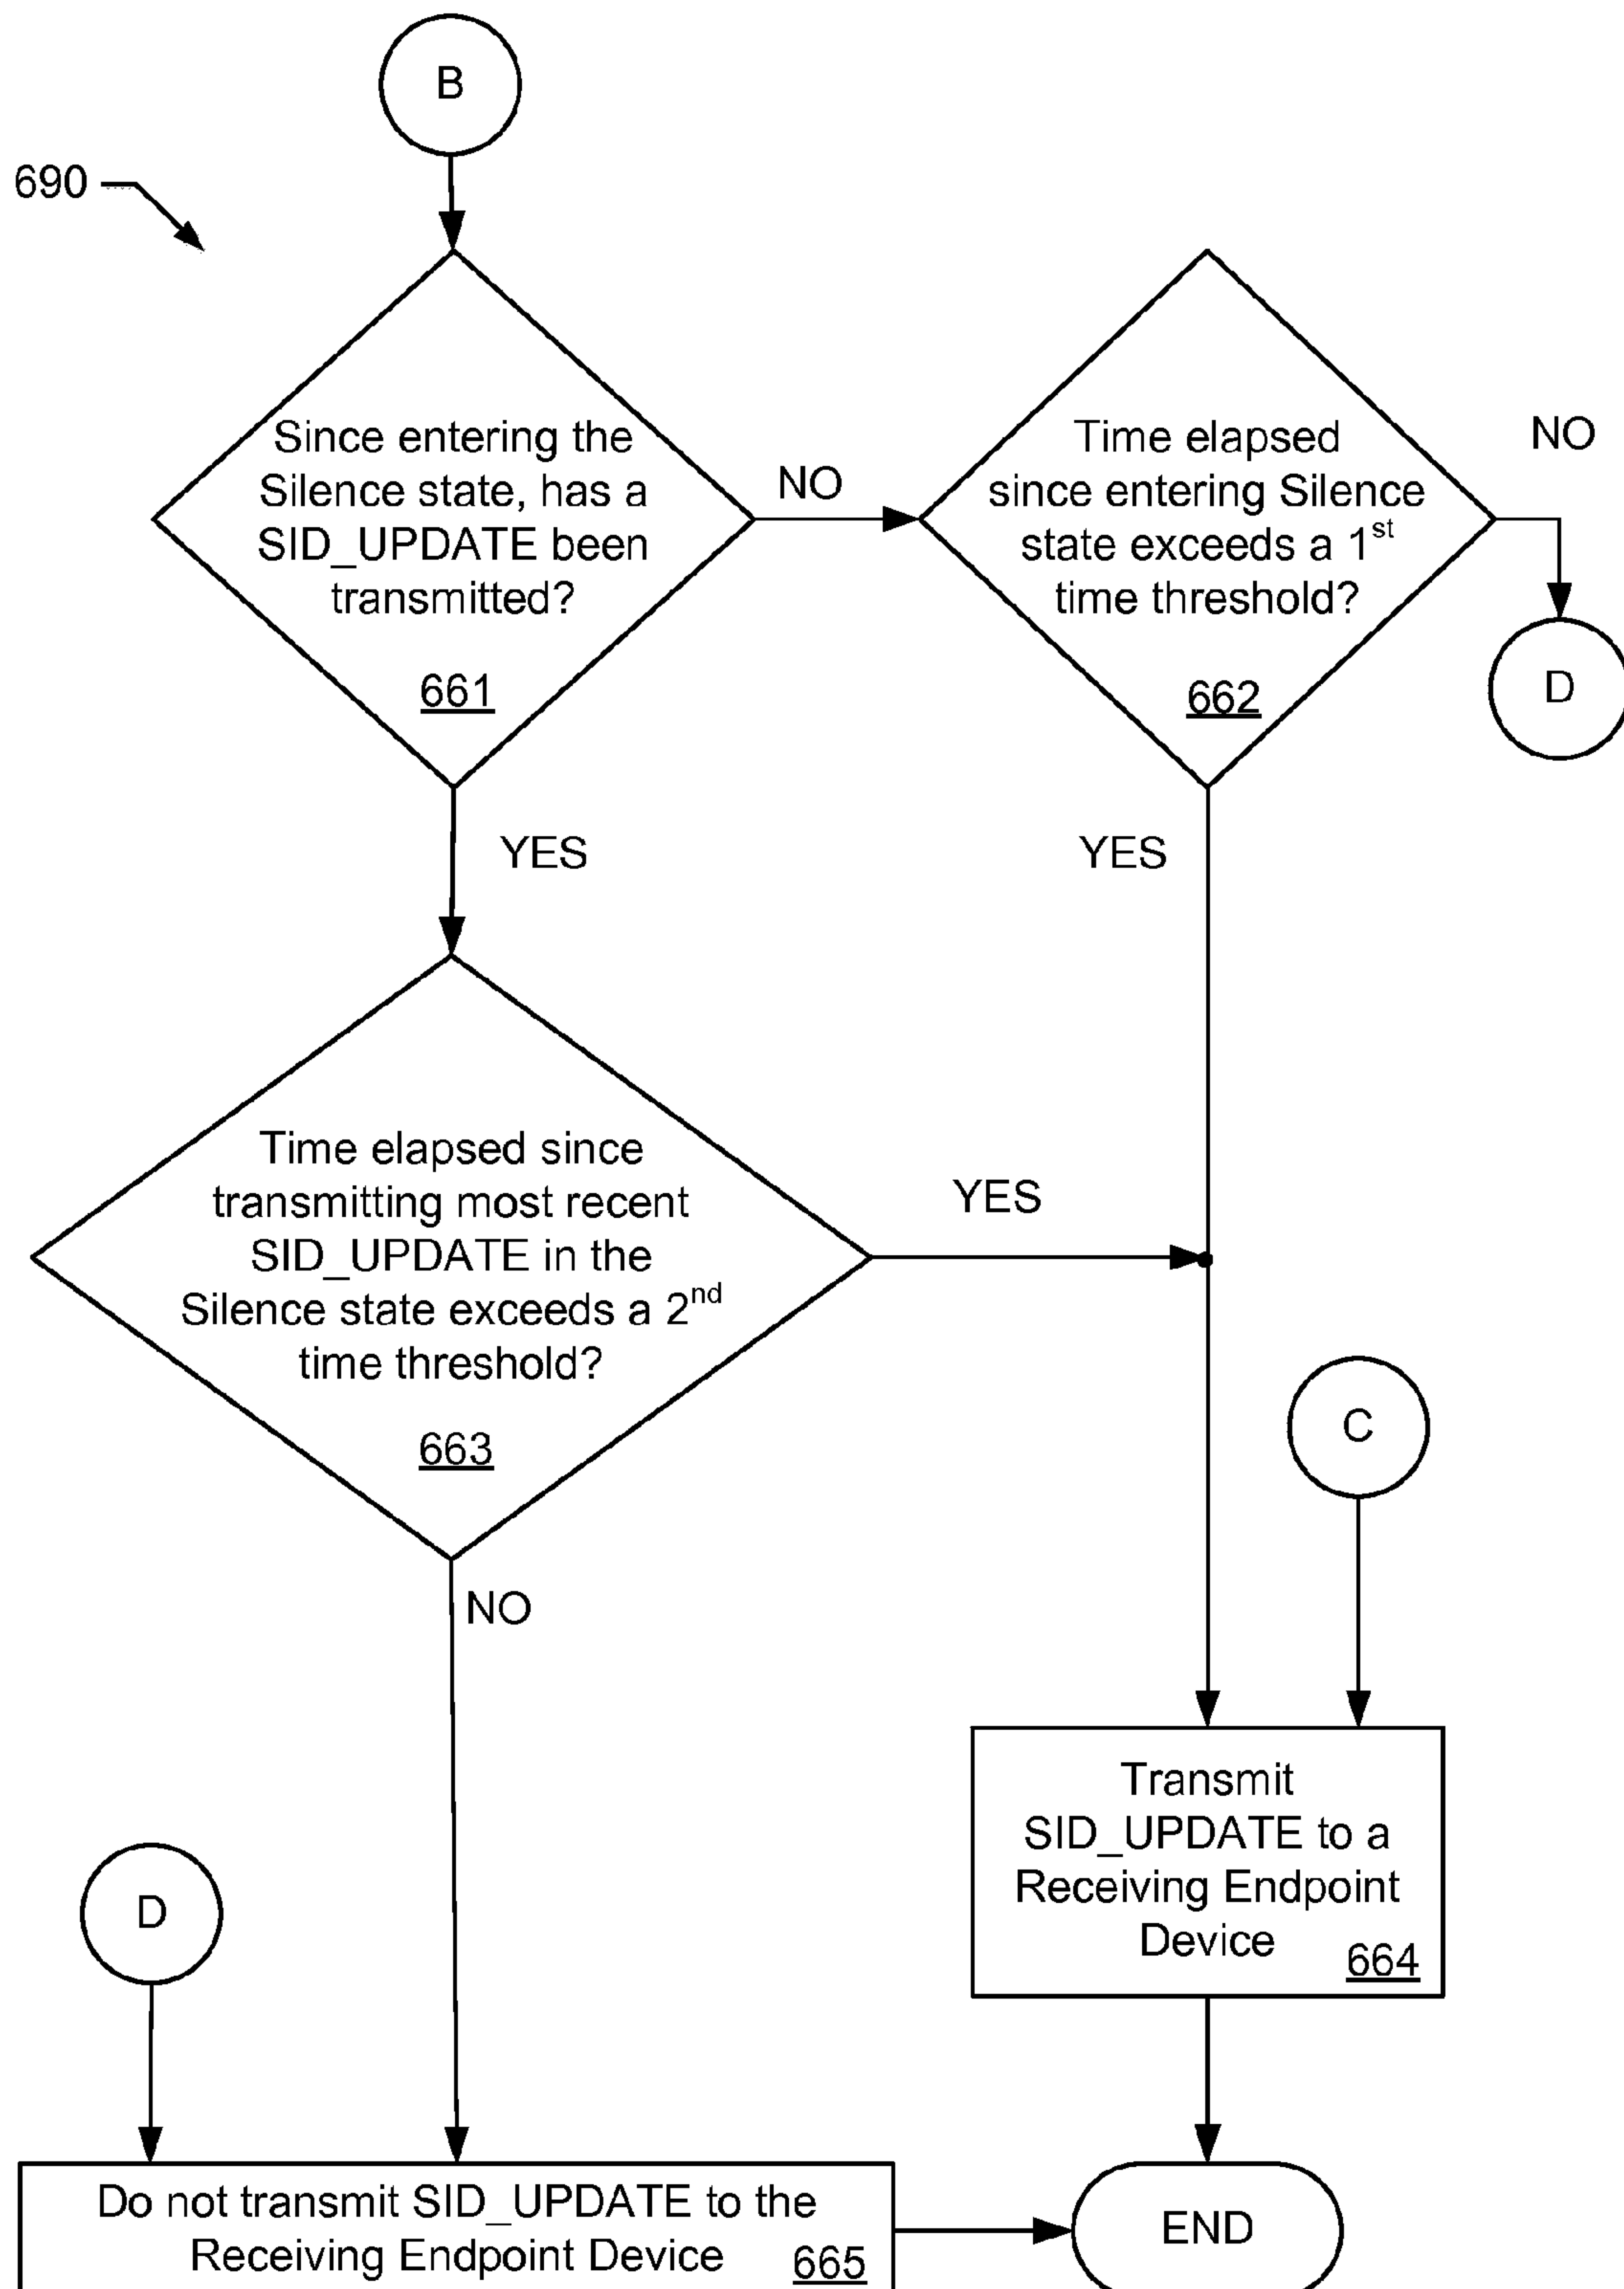 B
690
Since entering the
Silence state, has a
SID_UPDATE been
transmitted?
661
NO
Time elapsed
since entering Silence
state exceeds a 1st
time threshold?
662
NO
D
YES
YES
Time elapsed since
transmitting most recent
SID_UPDATE in the
Silence state exceeds a 2nd
time threshold?
663
YES
C
NO
Transmit
SID_UPDATE to a
Receiving Endpoint
Device
664
D
Do not transmit SID_UPDATE to the
Receiving Endpoint Device
665
END